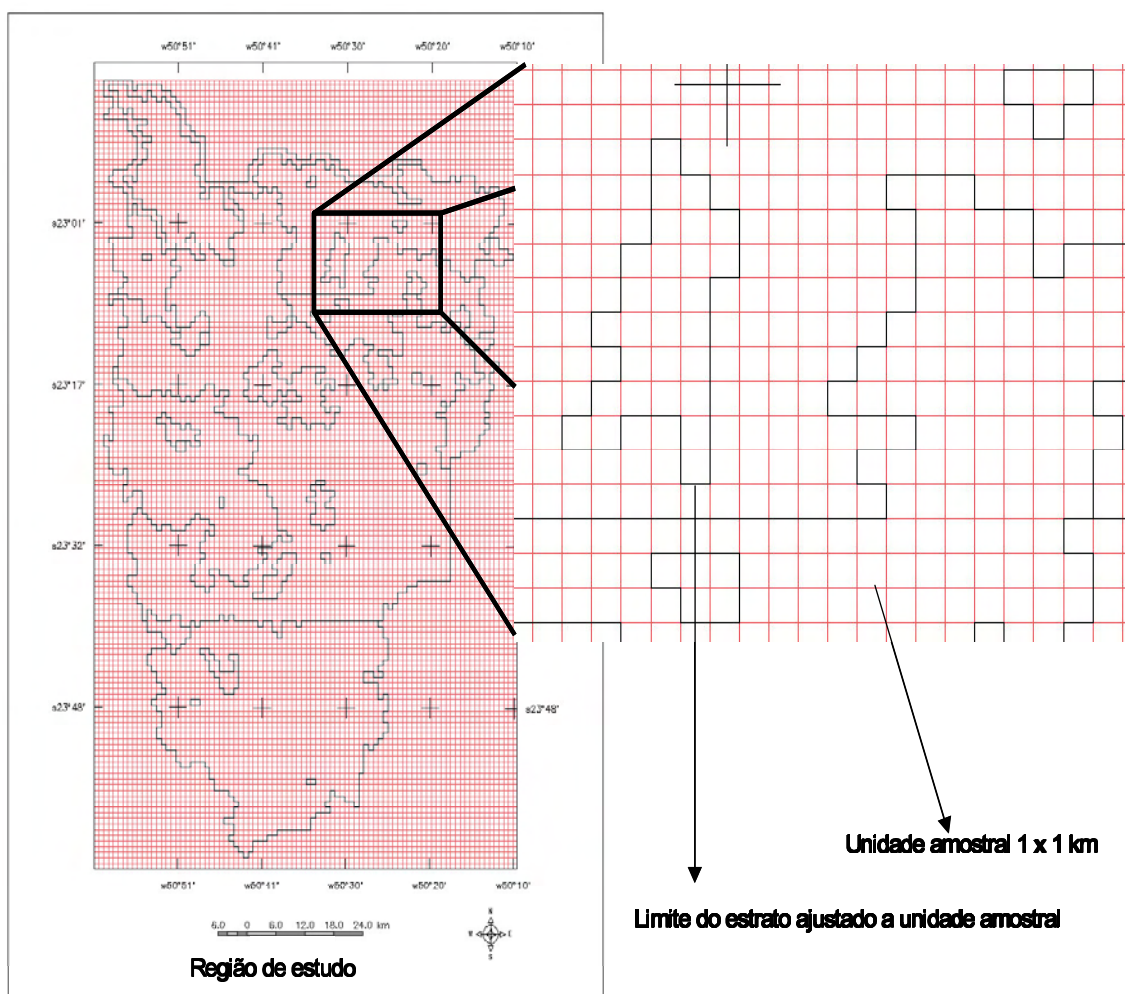 w50°51' w50°41' w50°30' w50°20' w50°10'
s23°01'
s23°17'
s23°32'
s23°48' s23°48'
w50°51' w50°41' w50°30' w50°20' w50°10'
6.0 0 6.0 12.0 18.0 24.0 km
N
W E
S
Região de estudo
Unidade amostral 1 x 1 km
Limite do estrato ajustado a unidade amostral